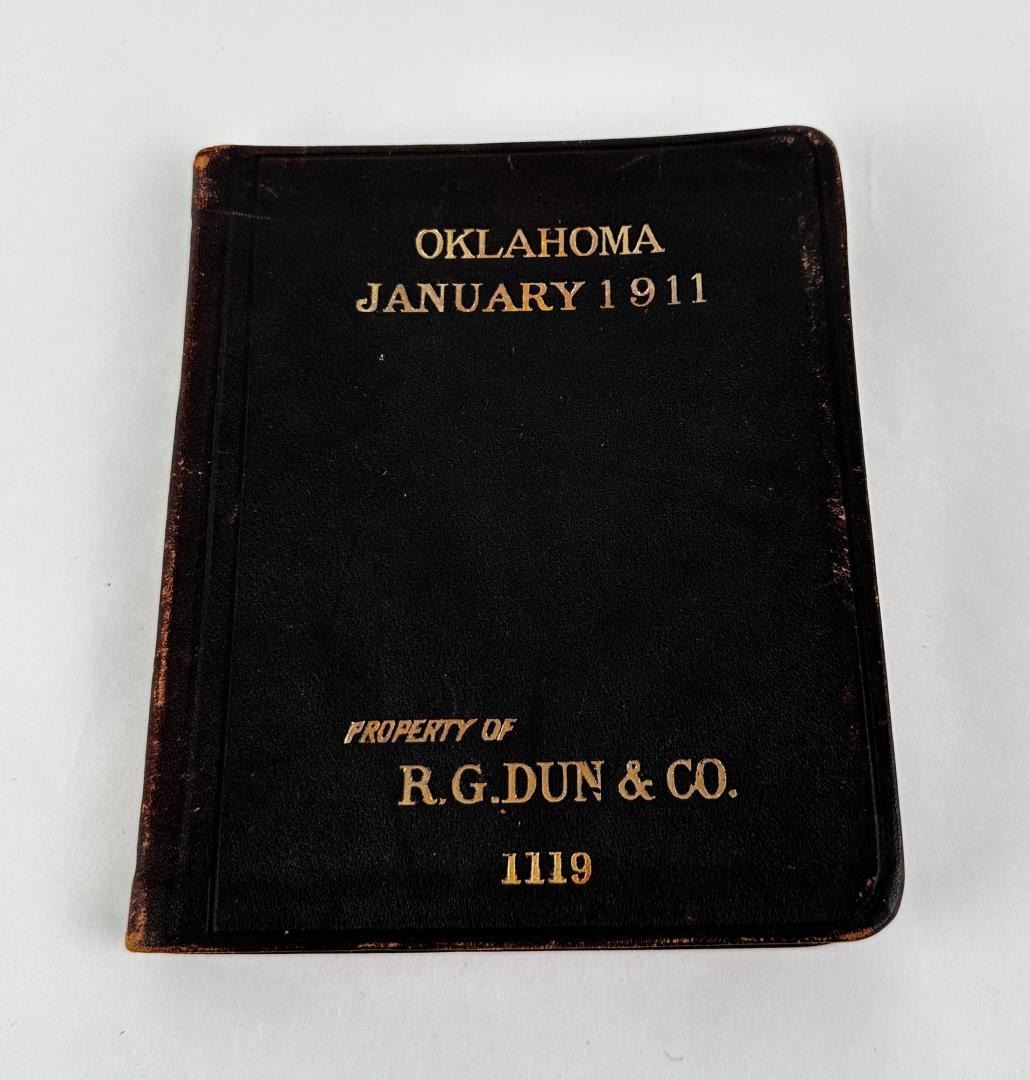 OKLAHOMA
JANUARY 1911
PROPERTY OF
R.G.DUN & CO.
1119